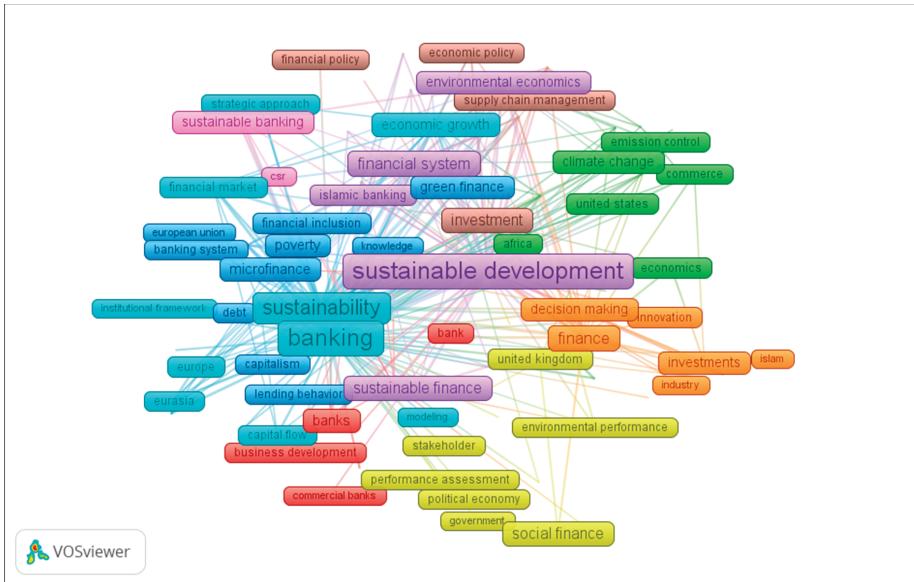 financial policy
economic policy
environmental economics
supply chain management
strategic approach
sustainable banking
economic growth
emission control
climate change
commerce
financial system
csr
financial market
islamic banking
green finance
united states
investment
european union
financial inclusion
banking system
poverty
knowledge
africa
microfinance
sustainable development
economics
institutional framework
debt
sustainability
decision making
innovation
banking
bank
finance
united kingdom
investments
islam
europe
capitalism
industry
lending behavior
sustainable finance
eurasia
banks
modeling
capital flow
environmental performance
business development
stakeholder
performance assessment
commercial banks
political economy
government
social finance
VOSviewer